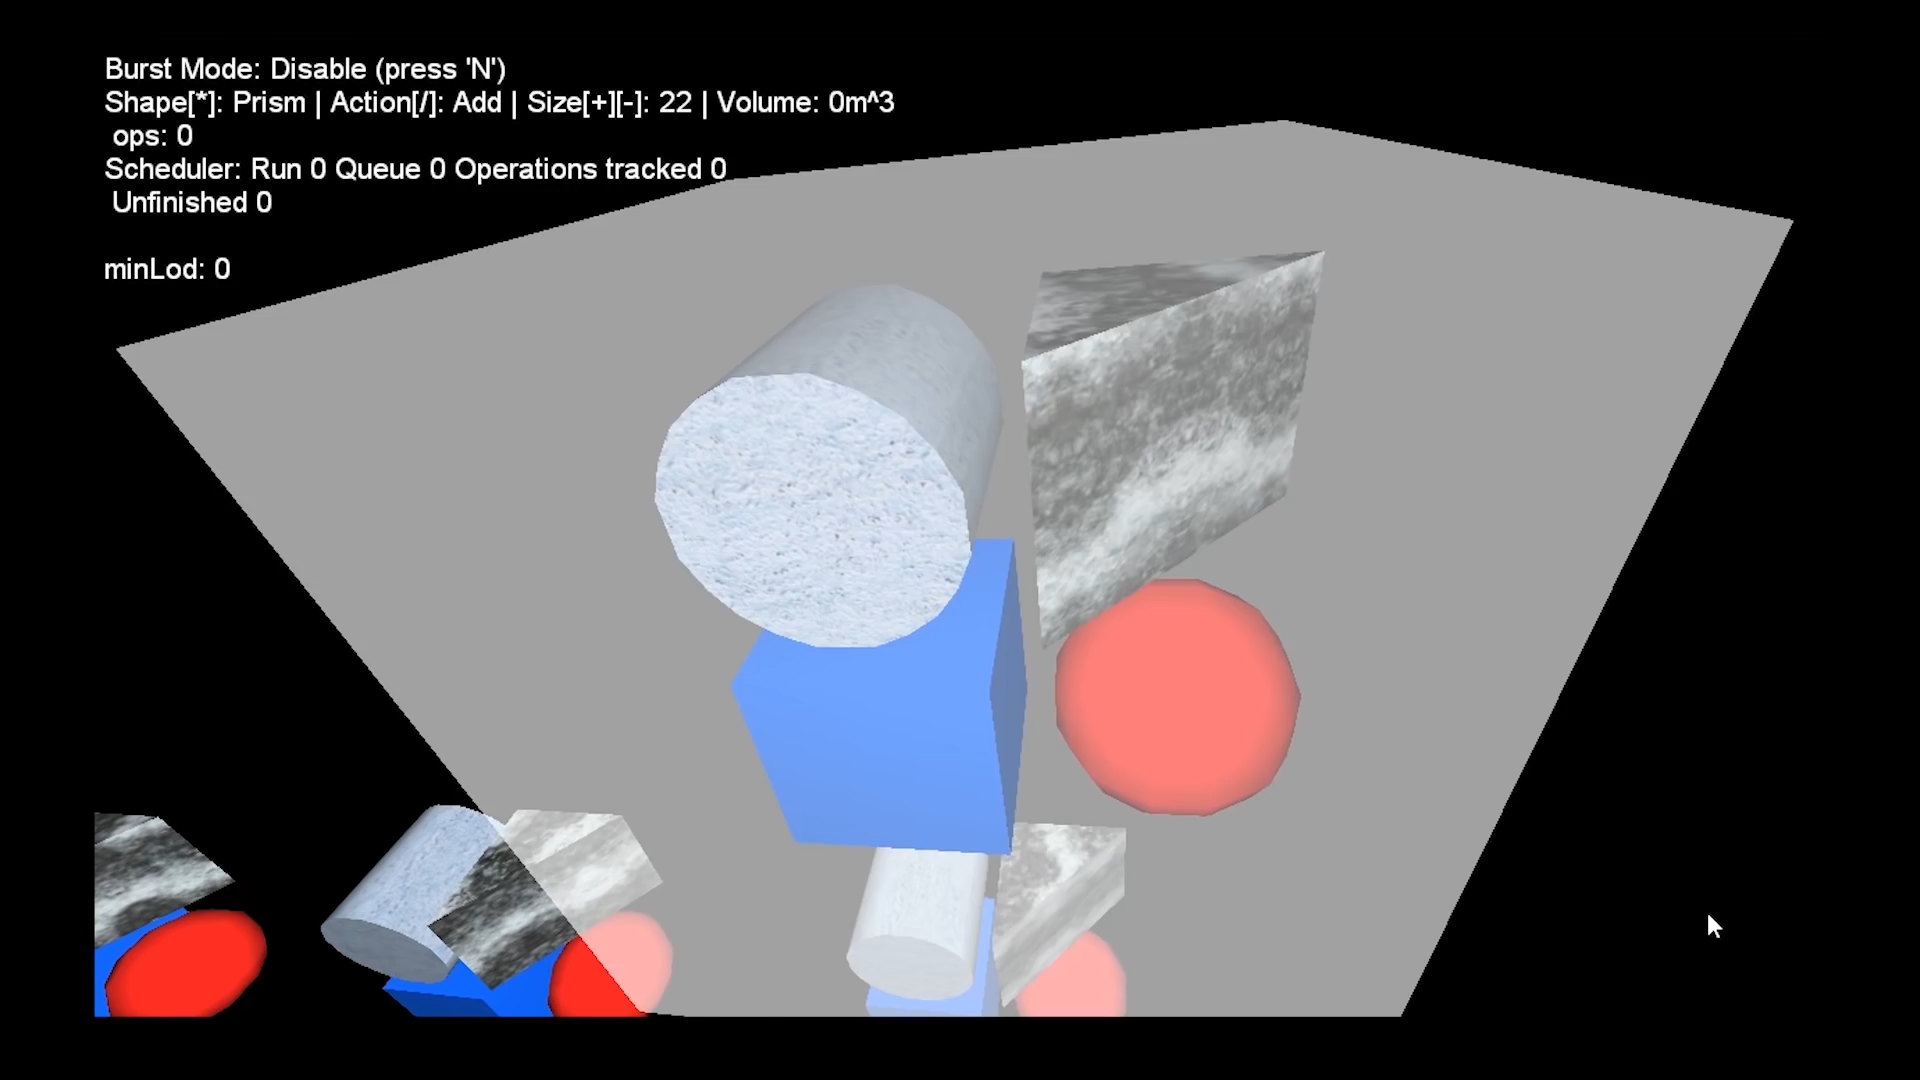 Burst Mode: Disable (press 'N')
Shape[*]: Prism | Action[/]: Add | Size[+][-]: 22 | Volume: 0m^3
ops: 0
Scheduler: Run 0 Queue 0 Operations tracked 0
Unfinished 0
minLod: 0